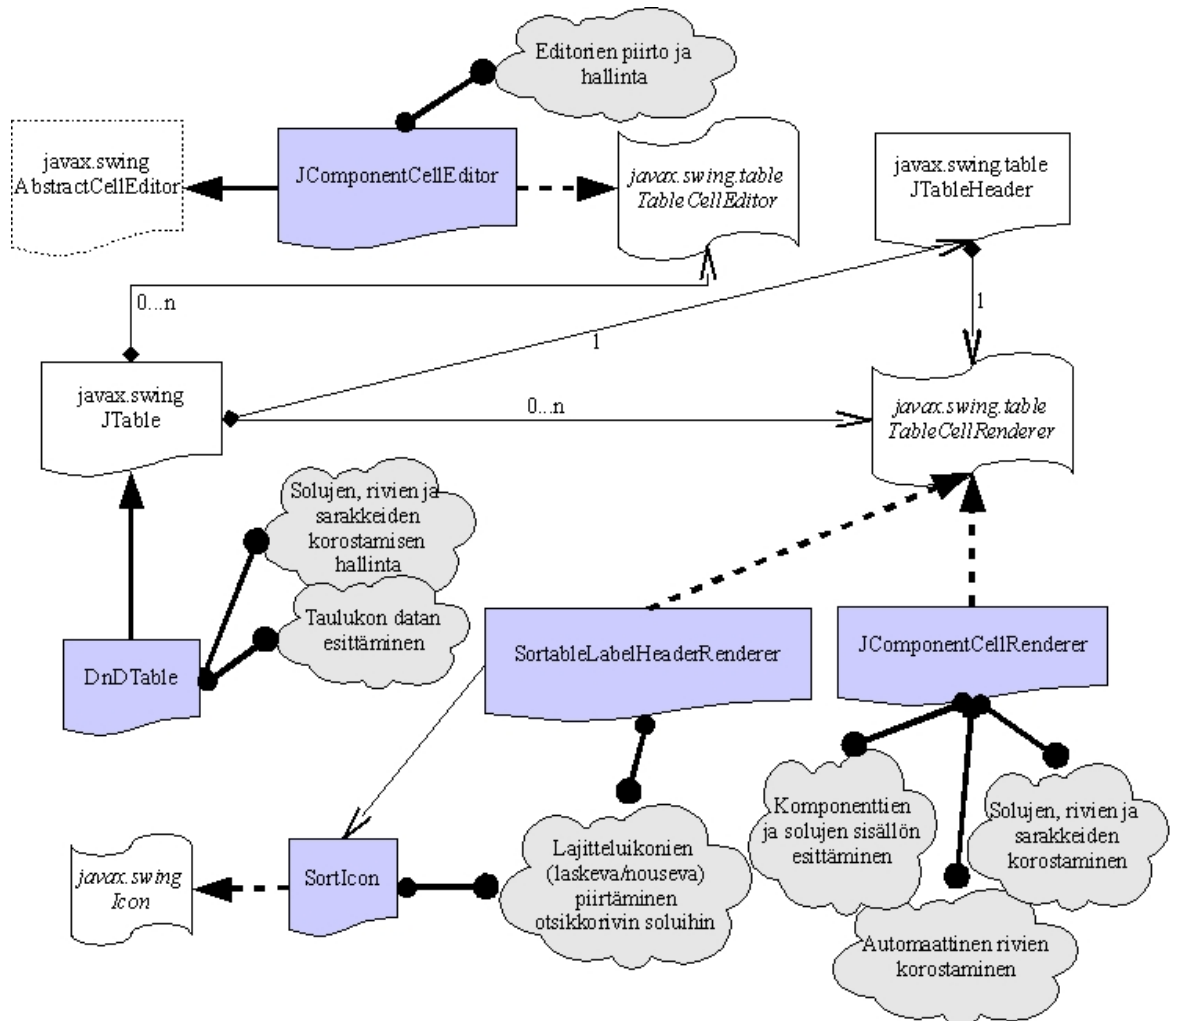 Editorien piirto ja
hallinta
javax.swing
AbstractCellEditor
JComponentCellEditor
javax.swing.table
TableCellEditor
javax.swing.table
JTableHeader
0...n
1
1
javax.swing
JTable
0...n
javax.swing.table
TableCellRenderer
Solujen, rivien ja
sarakkeiden
korostamisen
hallinta
Taulukon datan
esittäminen
DnDTable
SortableLabelHeaderRenderer
JComponentCellRenderer
Komponenttien
ja solujen sisällön
esittäminen
Solujen, rivien ja
sarakkeiden
korostaminen
javax.swing
Icon
SortIcon
Lajitteluikonien
(laskeva/nouseva)
piirtäminen
otsikkorivin soluihin
Automaattinen rivien
korostaminen